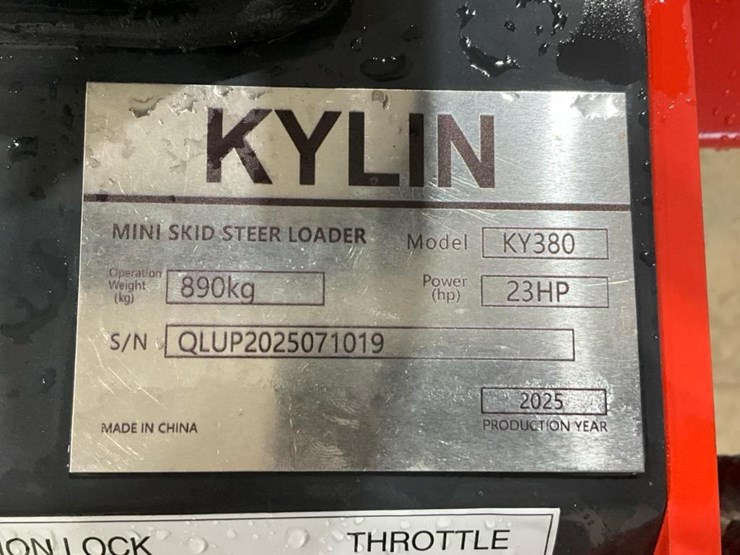 KYLIN
MINI SKID STEER LOADER Model KY380
Operation Weight (kg) 890kg Power (hp) 23HP
S/N QLUP2025071019
2025
MADE IN CHINA PRODUCTION YEAR
LOCK THROTTLE